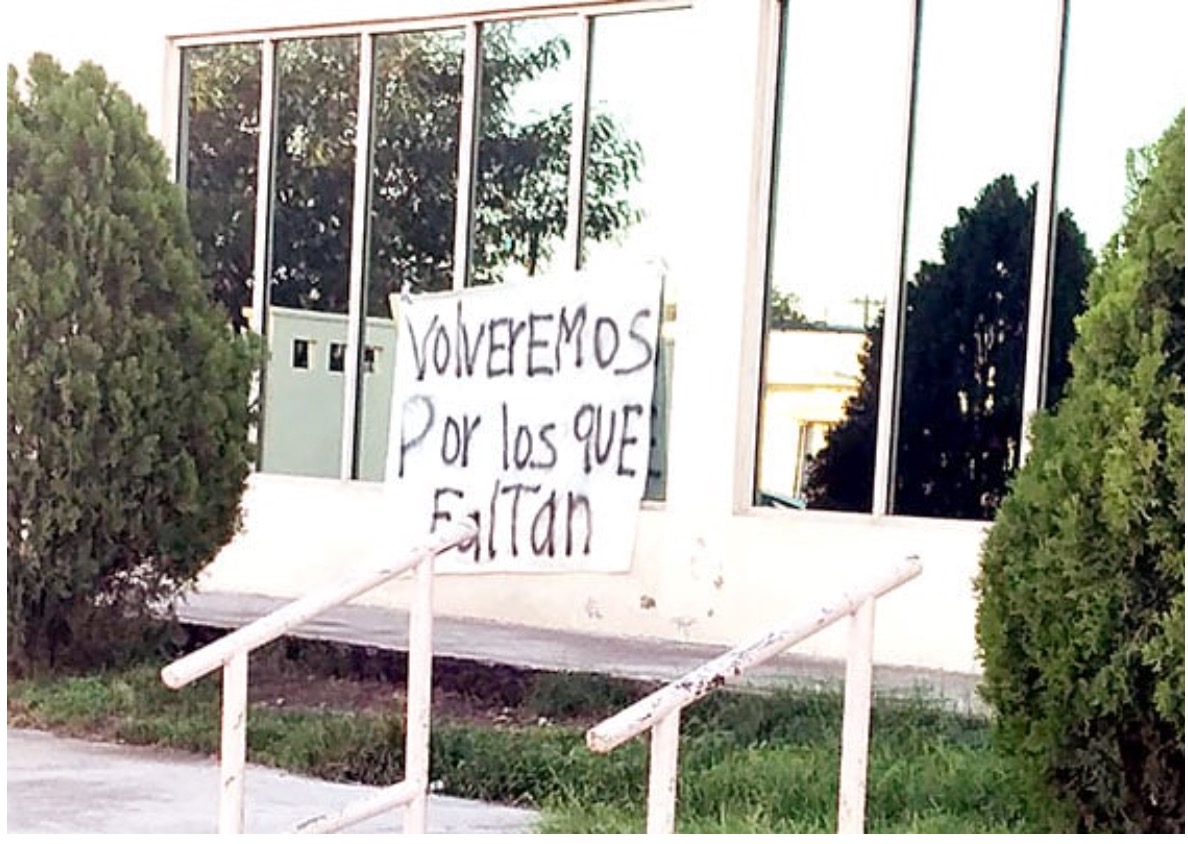 VOlVErEMOS
Por los QUE
FalTan